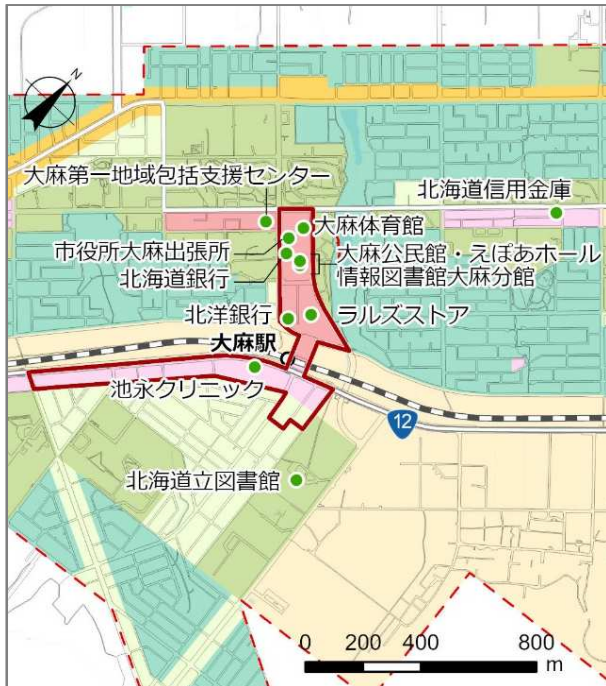 N
大麻第一地域包括支援センター
北海道信用金庫
大麻体育館
市役所大麻出張所
大麻公民館・えぽあホール
北海道銀行
情報図書館大麻分館
北洋銀行
ラルズストア
大麻駅
池永クリニック
12
北海道立図書館
0 200 400 800
m